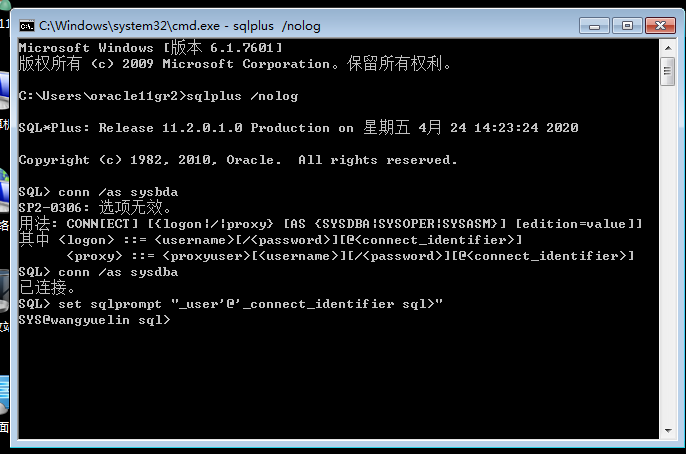 C:\Windows\system32\cmd.exe - sqlplus /nolog
Microsoft Windows [版本 6.1.7601]
版权所有 (c) 2009 Microsoft Corporation。保留所有权利。
C:\Users\oracle11gr2>sqlplus /nolog
SQL*Plus: Release 11.2.0.1.0 Production on 星期五 4月 24 14:23:24 2020
Copyright (c) 1982, 2010, Oracle.  All rights reserved.
SQL> conn /as sysbda
SP2-0306: 选项无效。
用法: CONN[ECT] [{logon|/|proxy} [AS {SYSDBA|SYSOPER|SYSASM}] [edition=value]]
其中 <logon> ::= <username>[/<password>][@<connect_identifier>]
<proxy> ::= <proxyuser>[<username>][/<password>][@<connect_identifier>]
SQL> conn /as sysdba
已连接。
SQL> set sqlprompt "_user'@'_connect_identifier sql>"
SYS@wangyuelin sql>